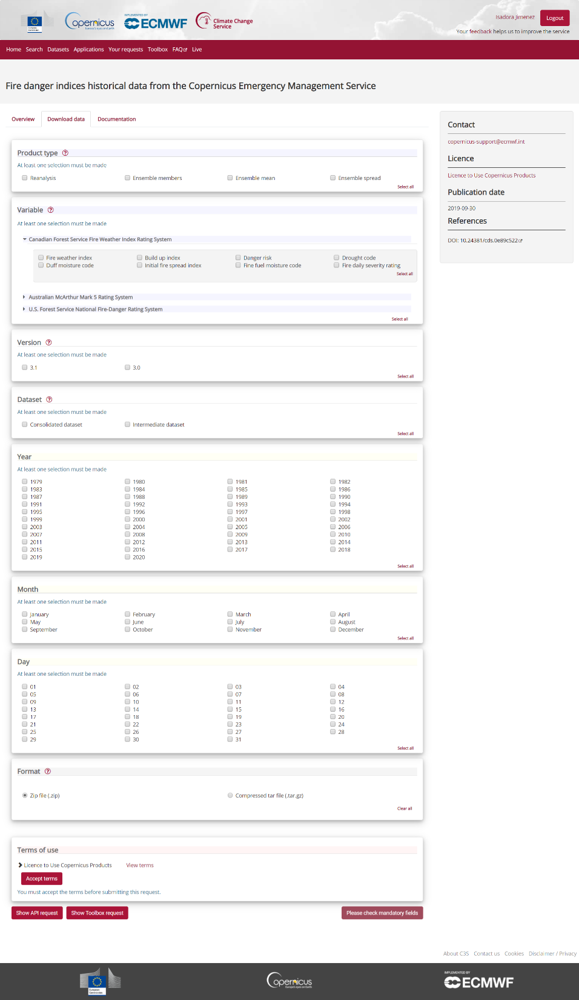 European
Commission
Copernicus
Europe's eyes on Earth
IMPLEMENTED BY
ECMWF
Climate Change
Service
Isadora Jimenez
Logout
Your feedback helps us to improve the service
Home Search Datasets Applications Your requests Toolbox FAQ Live
Fire danger indices historical data from the Copernicus Emergency Management Service
Overview Download data Documentation
Product type ?
At least one selection must be made
Reanalysis Ensemble members Ensemble mean Ensemble spread
Select all
Variable ?
At least one selection must be made
Canadian Forest Service Fire Weather Index Rating System
Fire weather index Build up index Danger risk Drought code
Duff moisture code Initial fire spread index Fine fuel moisture code Fire daily severity rating
Select all
Australian McArthur Mark 5 Rating System
U.S. Forest Service National Fire-Danger Rating System
Select all
Version ?
At least one selection must be made
3.1 3.0
Select all
Dataset ?
At least one selection must be made
Consolidated dataset Intermediate dataset
Select all
Year
At least one selection must be made
1979 1980 1981 1982
1983 1984 1985 1986
1987 1988 1989 1990
1991 1992 1993 1994
1995 1996 1997 1998
1999 2000 2001 2002
2003 2004 2005 2006
2007 2008 2009 2010
2011 2012 2013 2014
2015 2016 2017 2018
2019 2020
Select all
Month
At least one selection must be made
January February March April
May June July August
September October November December
Select all
Day
At least one selection must be made
01 02 03 04
05 06 07 08
09 10 11 12
13 14 15 16
17 18 19 20
21 22 23 24
25 26 27 28
29 30 31
Select all
Format ?
Zip file (.zip) Compressed tar file (.tar.gz)
Clear all
Terms of use
Licence to Use Copernicus Products View terms
Accept terms
You must accept the terms before submitting this request.
Show API request Show Toolbox request Please check mandatory fields
Contact
copernicus-support@ecmwf.int
Licence
Licence to Use Copernicus Products
Publication date
2019-09-30
References
DOI: 10.24381/cds.0e89c522
About C3S Contact us Cookies Disclaimer / Privacy
European
Commission
Copernicus
Europe's eyes on Earth
IMPLEMENTED BY
ECMWF